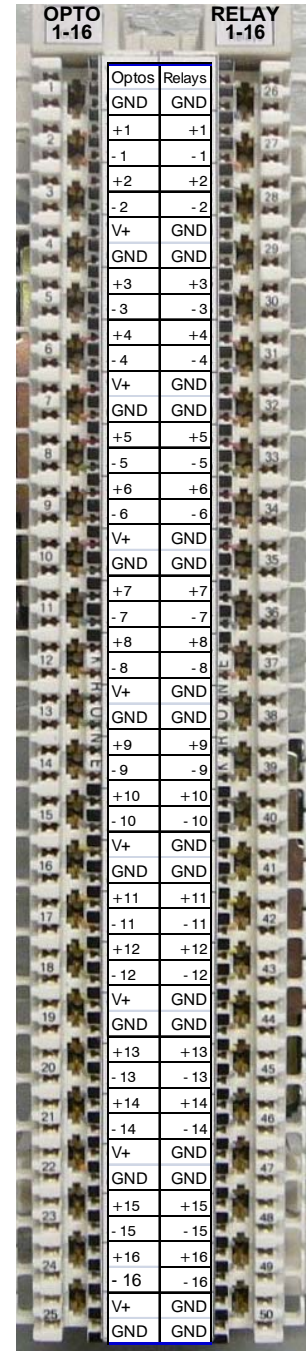 OPTO RELAY
1-16 1-16
Optos Relays
1 GND GND 26
+1 +1
2 - 1 - 1 27
+2 +2
3 - 2 - 2 28
V+ GND
4 GND GND 29
+3 +3
5 - 3 - 3 30
+4 +4
6 - 4 - 4 31
V+ GND
7 GND GND 32
+5 +5
8 - 5 - 5 33
+6 +6
9 - 6 - 6 34
V+ GND
10 GND GND 35
+7 +7
11 - 7 - 7 36
+8 +8
12 - 8 - 8 37
V+ GND
13 GND GND 38
+9 +9
14 - 9 - 9 39
+10 +10
15 - 10 - 10 40
V+ GND
16 GND GND 41
+11 +11
17 - 11 - 11 42
+12 +12
18 - 12 - 12 43
V+ GND
19 GND GND 44
+13 +13
20 - 13 - 13 45
+14 +14
21 - 14 - 14 46
V+ GND
22 GND GND 47
+15 +15
23 - 15 - 15 48
+16 +16
24 - 16 - 16 49
V+ GND
25 GND GND 50
KRONE
KRONE